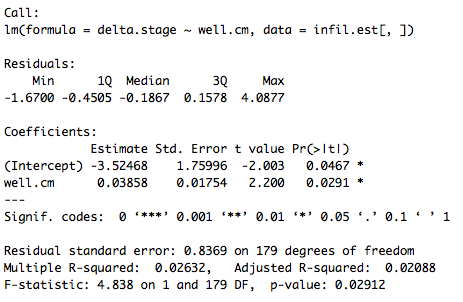 Call:
lm(formula = delta.stage ~ well.cm, data = infil.est[, ])
Residuals:
    Min      1Q  Median      3Q     Max
-1.6700 -0.4505 -0.1867  0.1578  4.0877
Coefficients:
            Estimate Std. Error t value Pr(>|t|)
(Intercept) -3.52468    1.75996  -2.003   0.0467 *
well.cm      0.03858    0.01754   2.200   0.0291 *
---
Signif. codes:  0 ‘***’ 0.001 ‘**’ 0.01 ‘*’ 0.05 ‘.’ 0.1 ‘ ’ 1
Residual standard error: 0.8369 on 179 degrees of freedom
Multiple R-squared:  0.02632,	Adjusted R-squared:  0.02088
F-statistic: 4.838 on 1 and 179 DF,  p-value: 0.02912